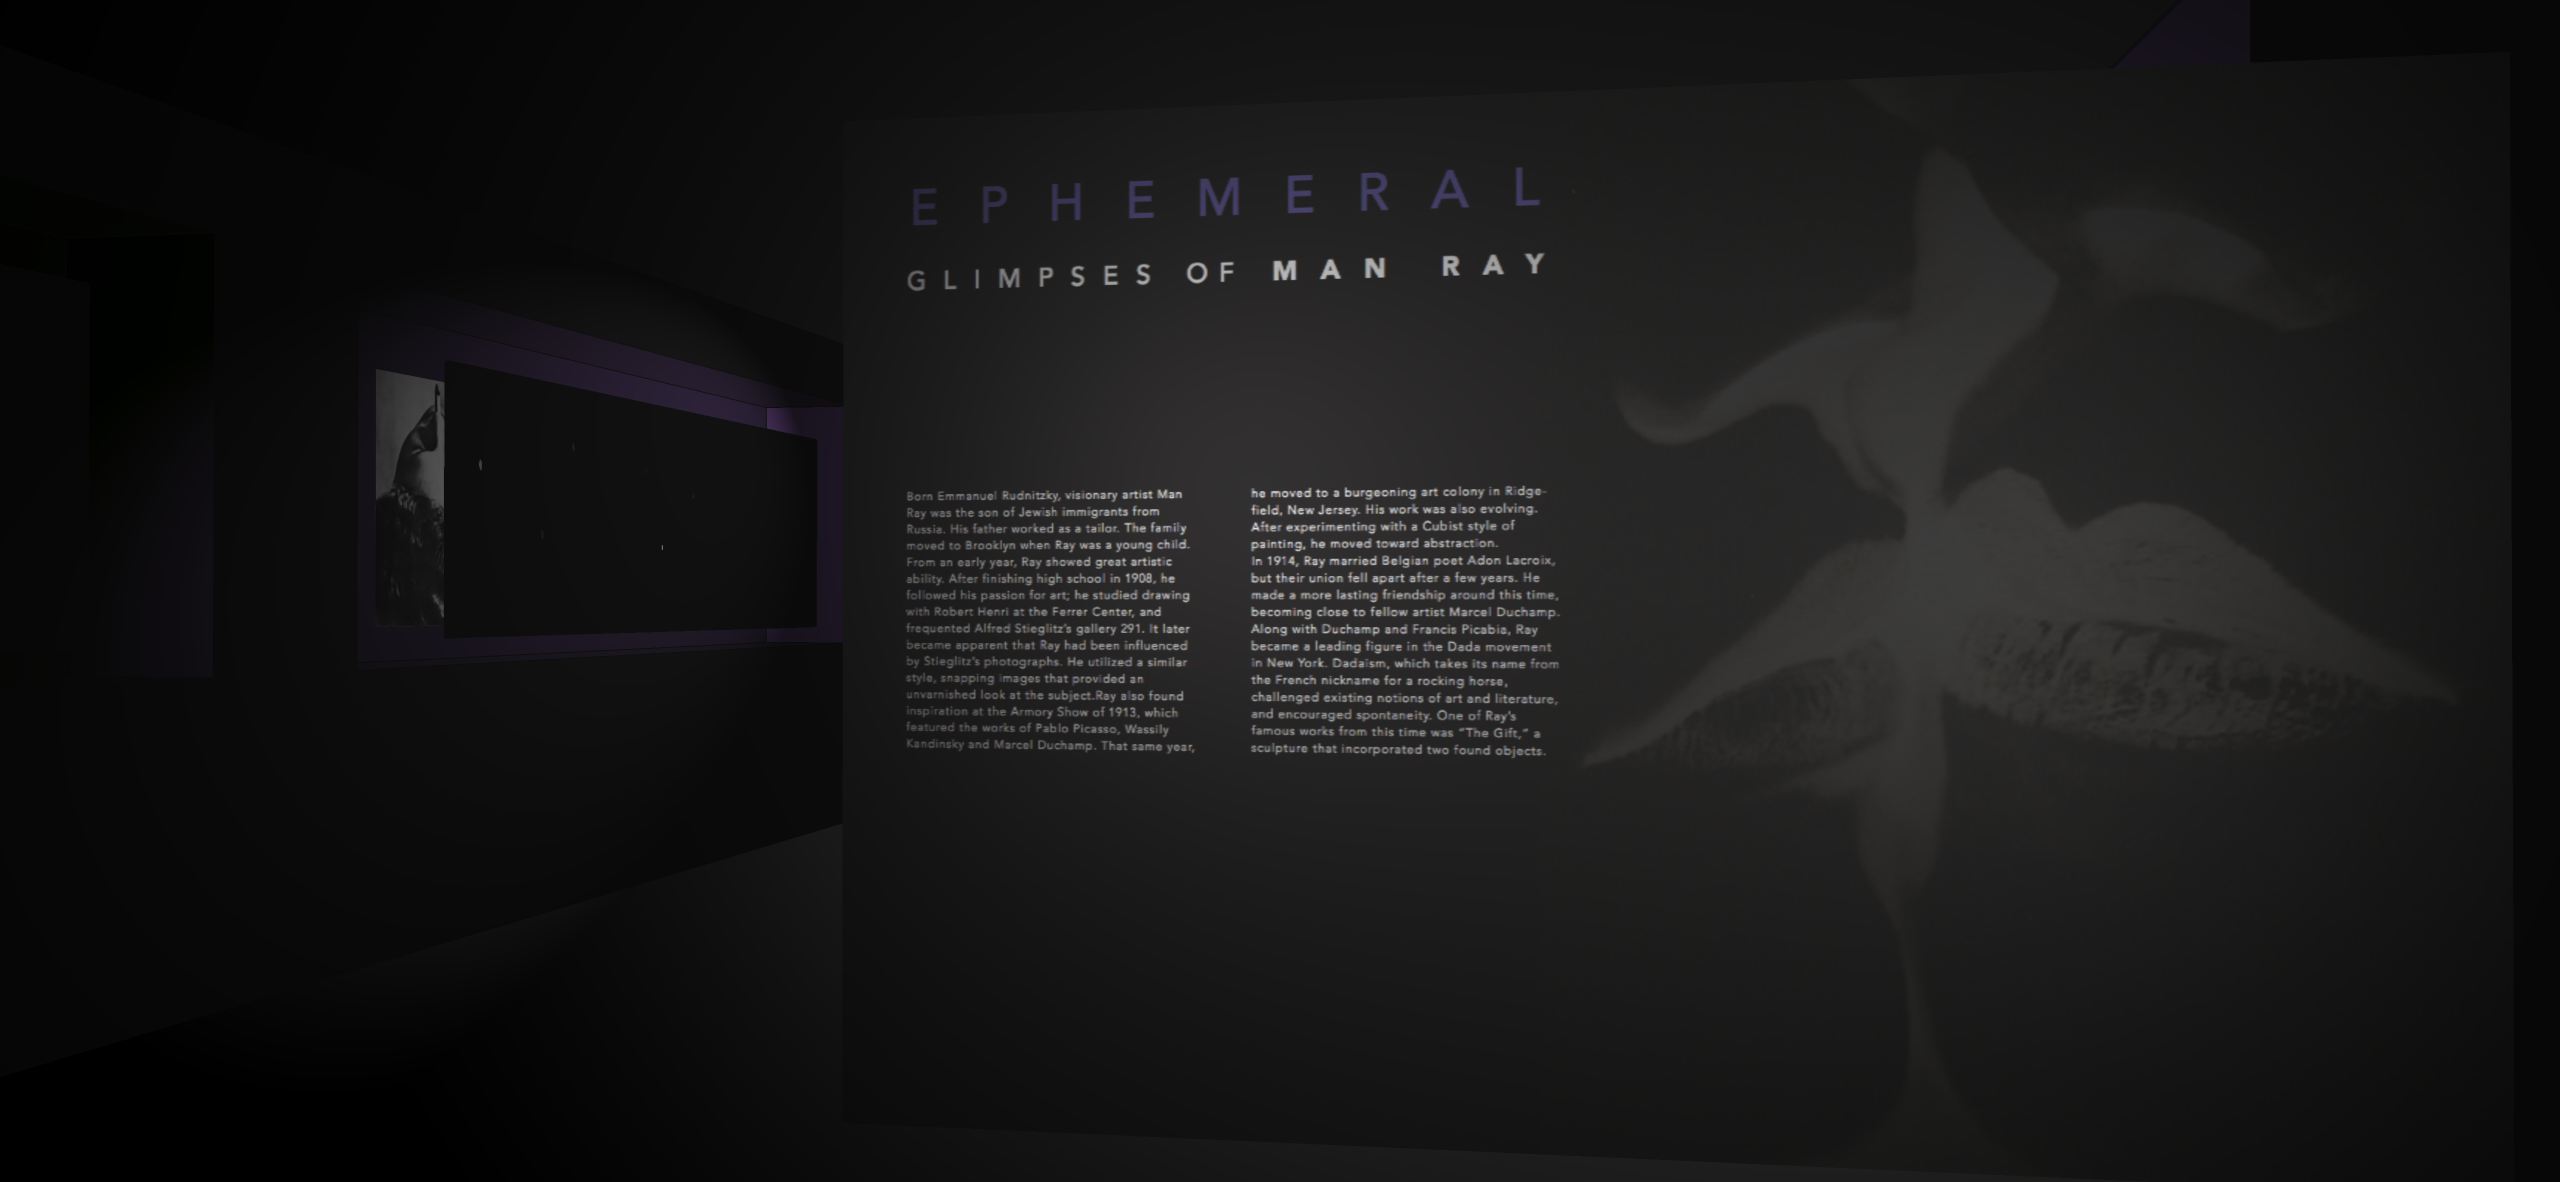 EPHEMERAL
GLIMPSES OF MAN RAY
Born Emmanuel Rudnitzky, visionary artist Man
Ray was the son of Jewish immigrants from
Russia. His father worked as a tailor. The family
moved to Brooklyn when Ray was a young child.
From an early year, Ray showed great artistic
ability. After finishing high school in 1908, he
followed his passion for art; he studied drawing
with Robert Henri at the Ferrer Center, and
frequented Alfred Stieglitz's gallery 291. It later
became apparent that Ray had been influenced
by Stieglitz's photographs. He utilized a similar
style, snapping images that provided an
unvarnished look at the subject.Ray also found
inspiration at the Armory Show of 1913, which
featured the works of Pablo Picasso, Wassily
Kandinsky and Marcel Duchamp. That same year,
he moved to a burgeoning art colony in Ridge-
field, New Jersey. His work was also evolving.
After experimenting with a Cubist style of
painting, he moved toward abstraction.
In 1914, Ray married Belgian poet Adon Lacroix,
but their union fell apart after a few years. He
made a more lasting friendship around this time,
becoming close to fellow artist Marcel Duchamp.
Along with Duchamp and Francis Picabia, Ray
became a leading figure in the Dada movement
in New York. Dadaism, which takes its name from
the French nickname for a rocking horse,
challenged existing notions of art and literature,
and encouraged spontaneity. One of Ray's
famous works from this time was "The Gift," a
sculpture that incorporated two found objects.